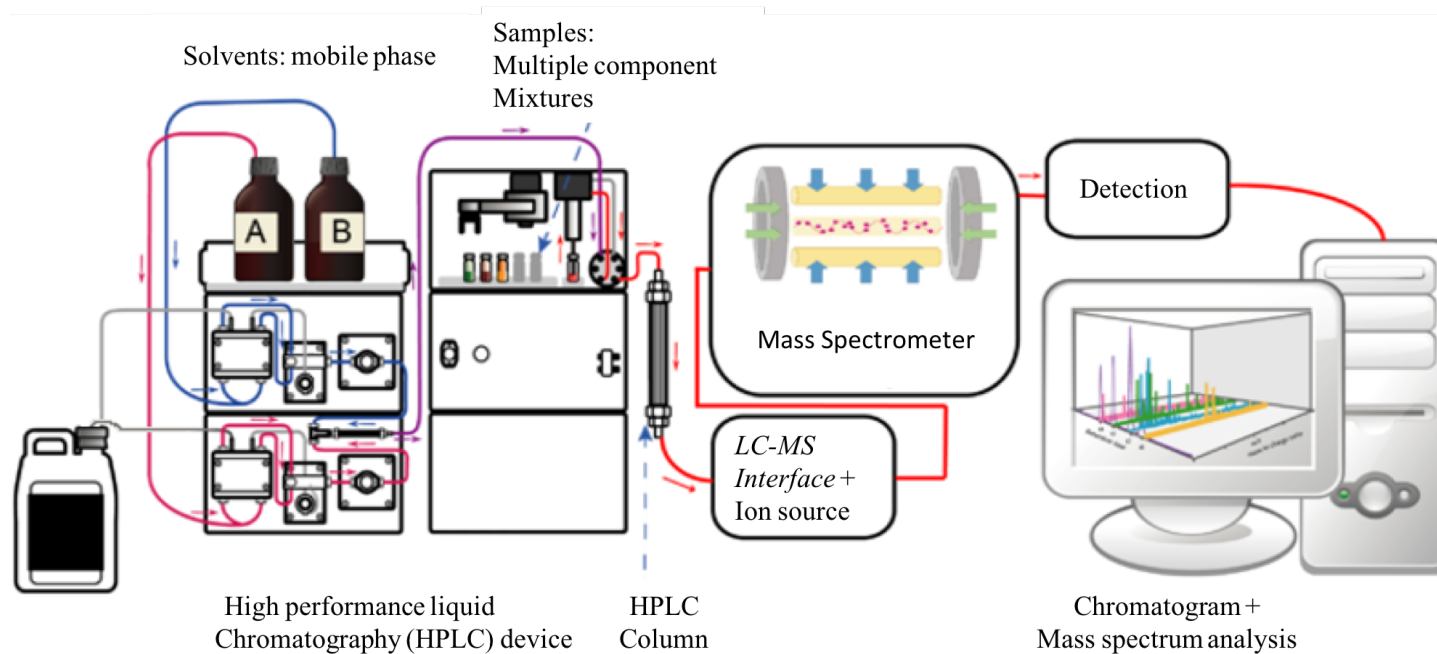 Solvents: mobile phase
Samples:
Multiple component
Mixtures
A
B
Mass Spectrometer
Detection
LC-MS
Interface +
Ion source
High performance liquid
Chromatography (HPLC) device
HPLC
Column
Chromatogram +
Mass spectrum analysis